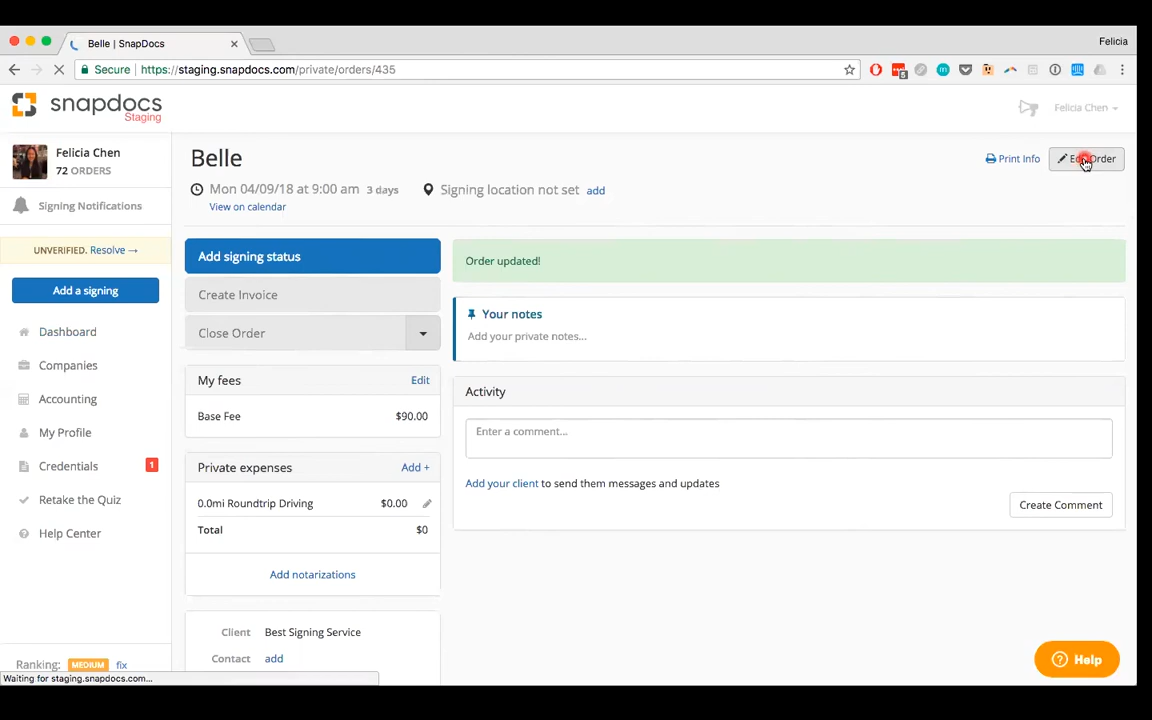 Belle | SnapDocs
Felicia
Secure
https://staging.snapdocs.com/private/orders/435
5
snapdocs
Staging
Felicia Chen
Felicia Chen
72 ORDERS
Signing Notifications
UNVERIFIED. Resolve →
Add a signing
Dashboard
Companies
Accounting
My Profile
Credentials
1
Retake the Quiz
Help Center
Ranking: MEDIUM fix
Waiting for staging.snapdocs.com...
Belle
Print Info
Order
Mon 04/09/18 at 9:00 am 3 days
Signing location not set add
View on calendar
Add signing status
Create Invoice
Close Order
My fees
Edit
Base Fee
$90.00
Private expenses
Add +
0.0mi Roundtrip Driving
$0.00
Total
$0
Add notarizations
Client
Best Signing Service
Contact
add
Order updated!
Your notes
Add your private notes...
Activity
Enter a comment...
Add your client to send them messages and updates
Create Comment
Help